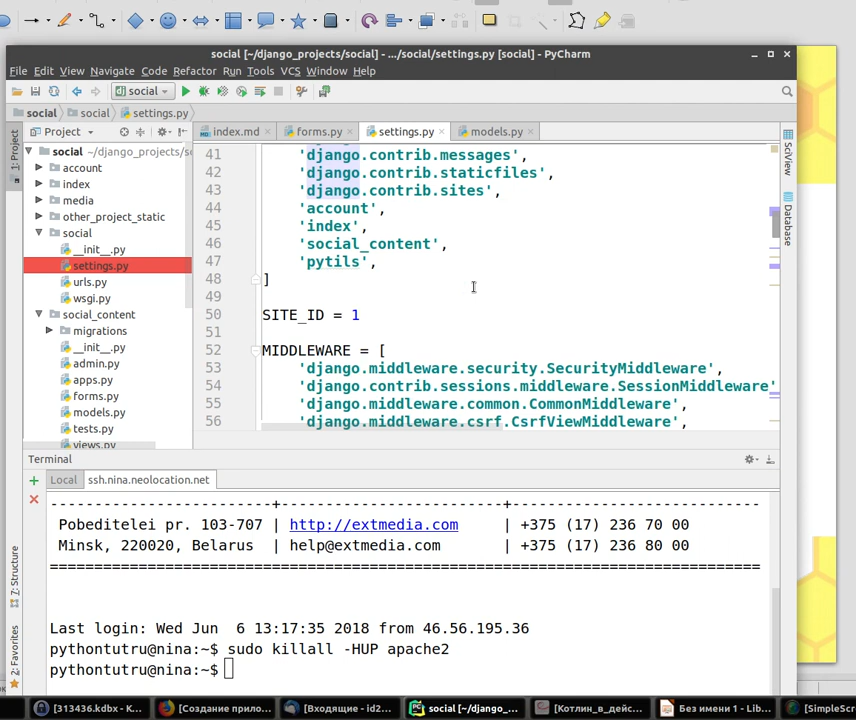 social [~/django_projects/social] - .../social/settings.py [social] - PyCharm
File Edit View Navigate Code Refactor Run Tools VCS Window Help
social
social social settings.py
Project
index.md forms.py settings.py models.py
1: Project
SciView
Database
social ~/django_projects/sc
account
index
media
other_project_static
social
__init__.py
settings.py
urls.py
wsgi.py
social_content
migrations
__init__.py
admin.py
apps.py
forms.py
models.py
tests.py
views.py
41 'django.contrib.messages',
42 'django.contrib.staticfiles',
43 'django.contrib.sites',
44 'account',
45 'index',
46 'social_content',
47 'pytils',
48 ]
49
50 SITE_ID = 1
51
52 MIDDLEWARE = [
53 'django.middleware.security.SecurityMiddleware',
54 'django.contrib.sessions.middleware.SessionMiddleware'
55 'django.middleware.common.CommonMiddleware',
56 'django.middleware.csrf.CsrfViewMiddleware',
Terminal
Local ssh.nina.neolocation.net
7: Structure
2: Favorites
-------------------------+-------------------------+---------------------------
Pobeditelei pr. 103-707 | http://extmedia.com | +375 (17) 236 70 00
Minsk, 220020, Belarus | help@extmedia.com | +375 (17) 236 80 00
================================================================================
Last login: Wed Jun 6 13:17:35 2018 from 46.56.195.36
pythontutru@nina:~$ sudo killall -HUP apache2
pythontutru@nina:~$
[313436.kdbx - K... [Создание прило... [Входящие - id2... social [~/django_... [Котлин_в_дейс... Без имени 1 - Lib... [SimpleScr